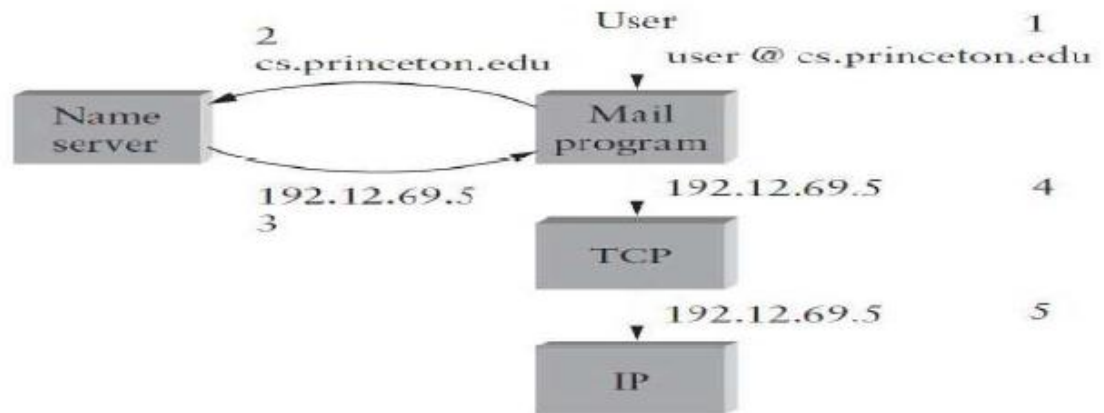 User
1
user @ cs.princeton.edu
2
cs.princeton.edu
Name
server
Mail
program
192.12.69.5
3
192.12.69.5
4
TCP
192.12.69.5
5
IP